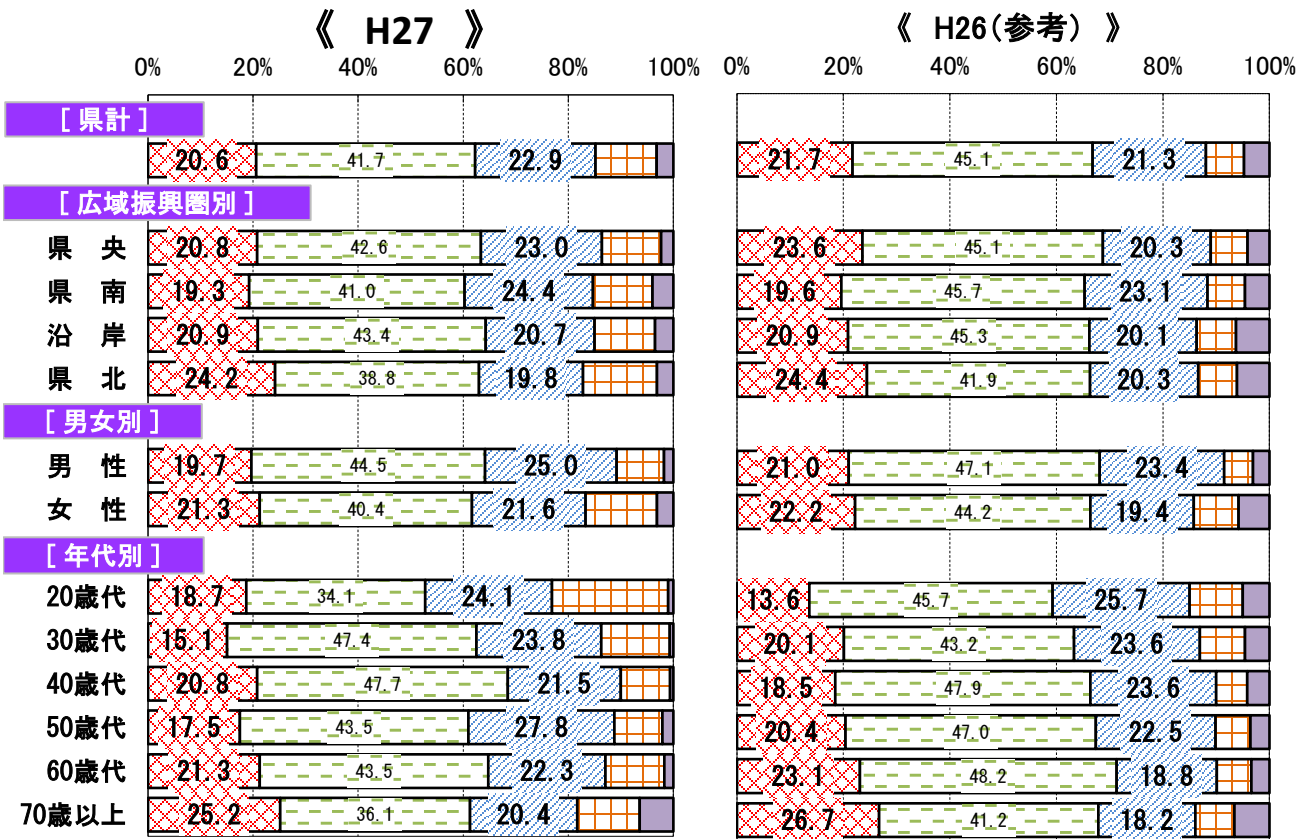 《 H27 》
《 H26(参考) 》
0% 20% 40% 60% 80% 100%
0% 20% 40% 60% 80% 100%
[ 県計 ]
20.6 41.7 22.9
21.7 45.1 21.3
[ 広域振興圏別 ]
県 央 20.8 42.6 23.0
23.6 45.1 20.3
県 南 19.3 41.0 24.4
19.6 45.7 23.1
沿 岸 20.9 43.4 20.7
20.9 45.3 20.1
県 北 24.2 38.8 19.8
24.4 41.9 20.3
[ 男女別 ]
男 性 19.7 44.5 25.0
21.0 47.1 23.4
女 性 21.3 40.4 21.6
22.2 44.2 19.4
[ 年代別 ]
20歳代 18.7 34.1 24.1
13.6 45.7 25.7
30歳代 15.1 47.4 23.8
20.1 43.2 23.6
40歳代 20.8 47.7 21.5
18.5 47.9 23.6
50歳代 17.5 43.5 27.8
20.4 47.0 22.5
60歳代 21.3 43.5 22.3
23.1 48.2 18.8
70歳以上 25.2 36.1 20.4
26.7 41.2 18.2